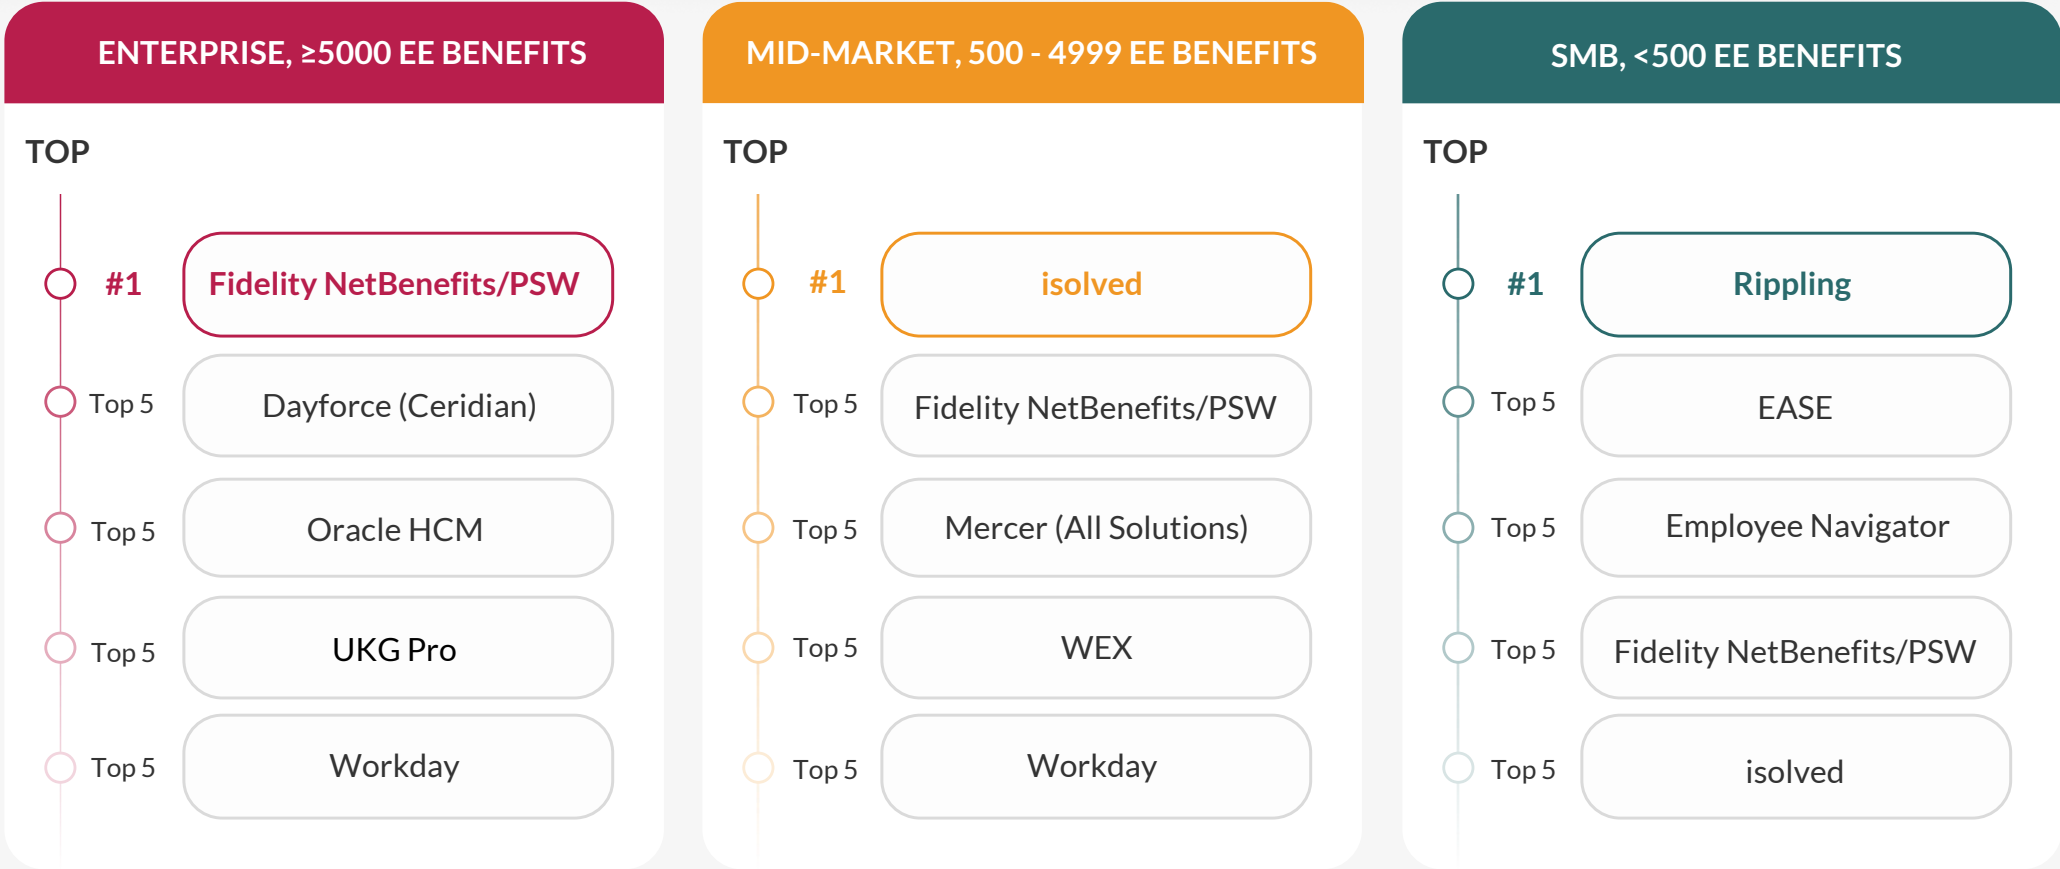 ENTERPRISE, ≥5000 EE BENEFITS
TOP
#1
Fidelity NetBenefits/PSW
Top 5
Dayforce (Ceridian)
Top 5
Oracle HCM
Top 5
UKG Pro
Top 5
Workday
MID-MARKET, 500 - 4999 EE BENEFITS
TOP
#1
isolved
Top 5
Fidelity NetBenefits/PSW
Top 5
Mercer (All Solutions)
Top 5
WEX
Top 5
Workday
SMB, <500 EE BENEFITS
TOP
#1
Rippling
Top 5
EASE
Top 5
Employee Navigator
Top 5
Fidelity NetBenefits/PSW
Top 5
isolved